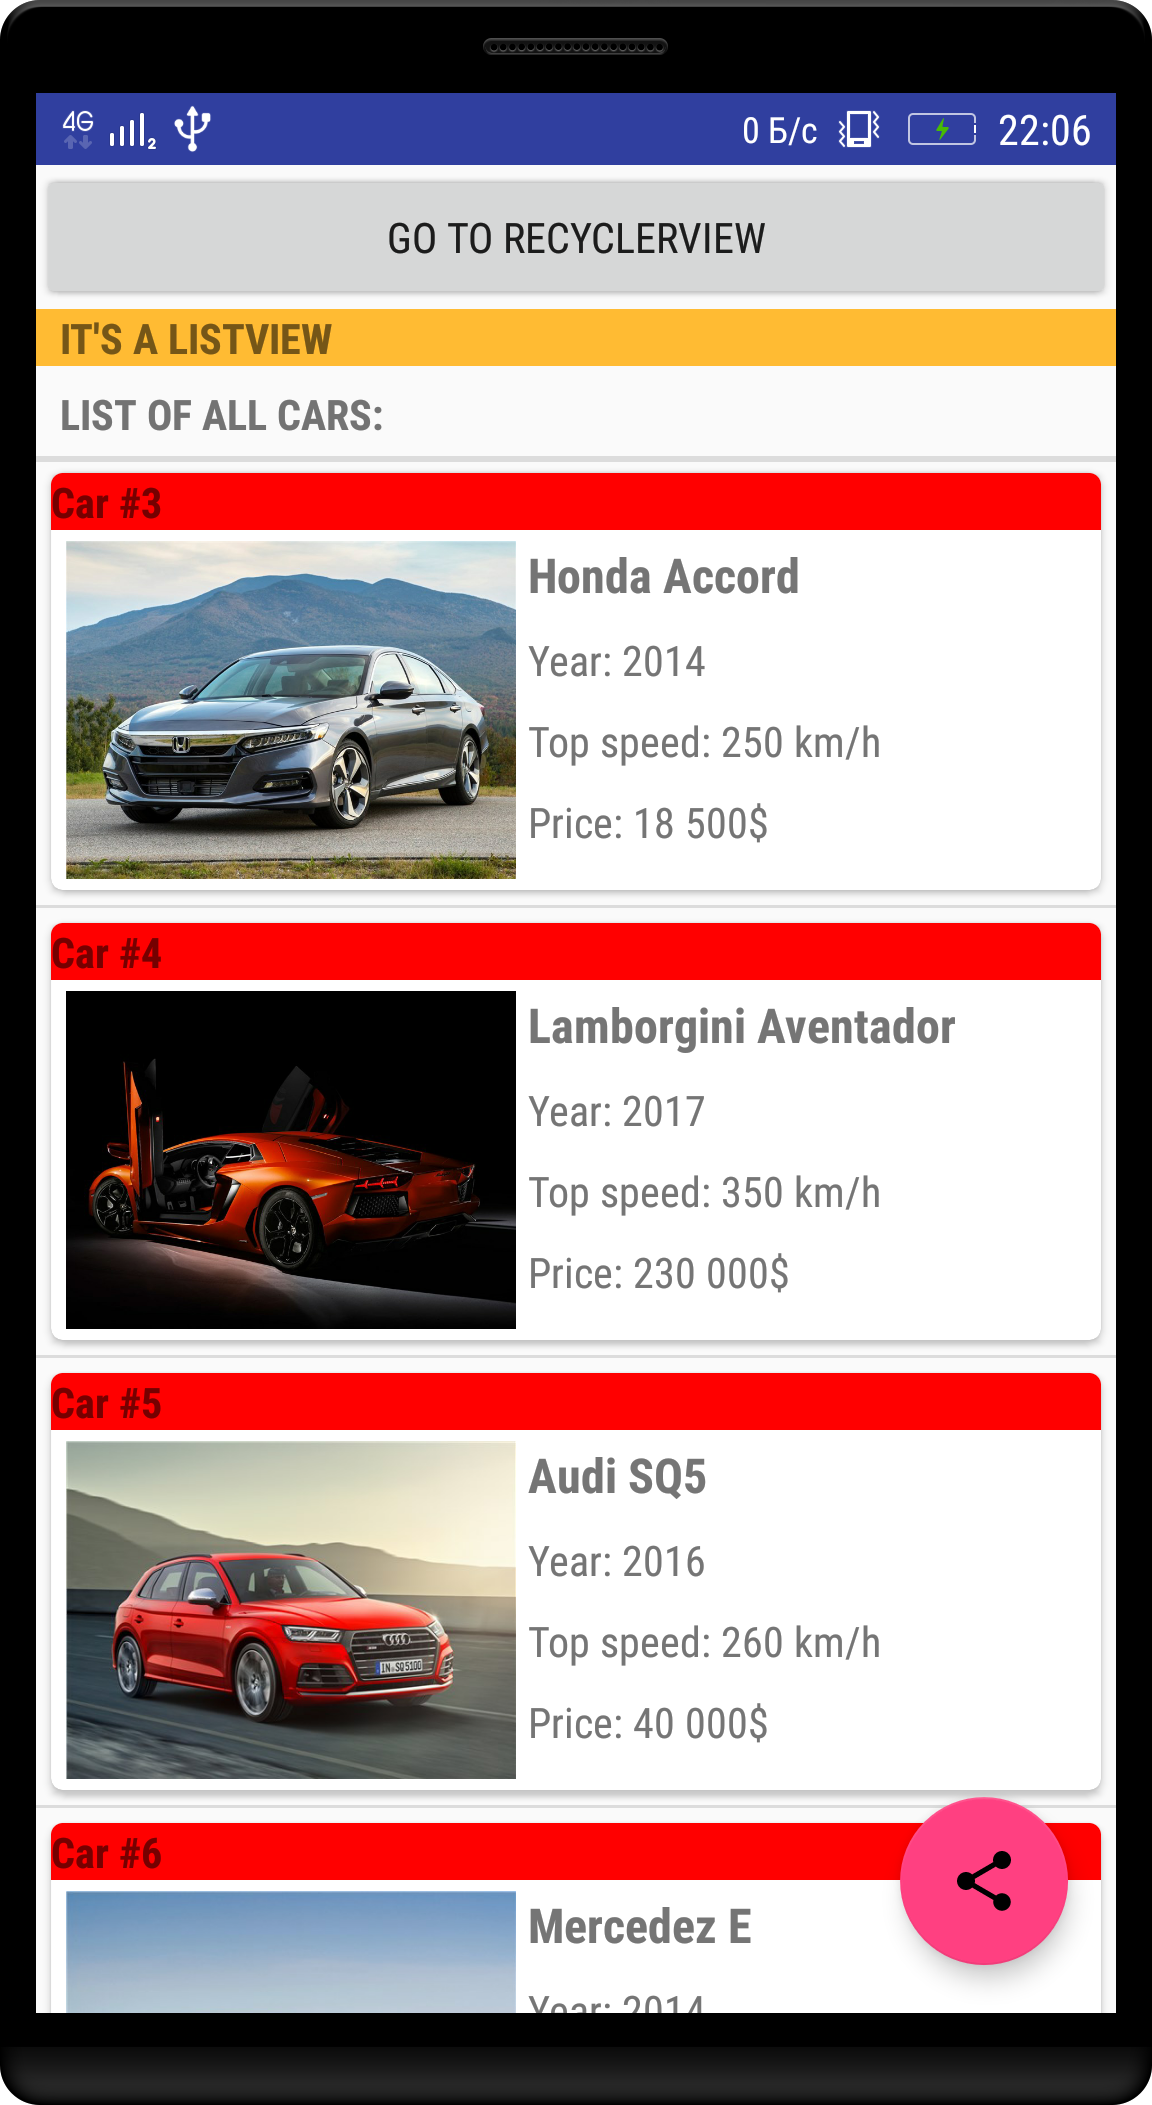 4G 2 0 Б/с 22:06
GO TO RECYCLERVIEW
IT'S A LISTVIEW
LIST OF ALL CARS:
Car #3
Honda Accord
Year: 2014
Top speed: 250 km/h
Price: 18 500$
Car #4
Lamborgini Aventador
Year: 2017
Top speed: 350 km/h
Price: 230 000$
Car #5
Audi SQ5
Year: 2016
Top speed: 260 km/h
Price: 40 000$
IN·SQ5100
Car #6
Mercedez E
Year: 2014